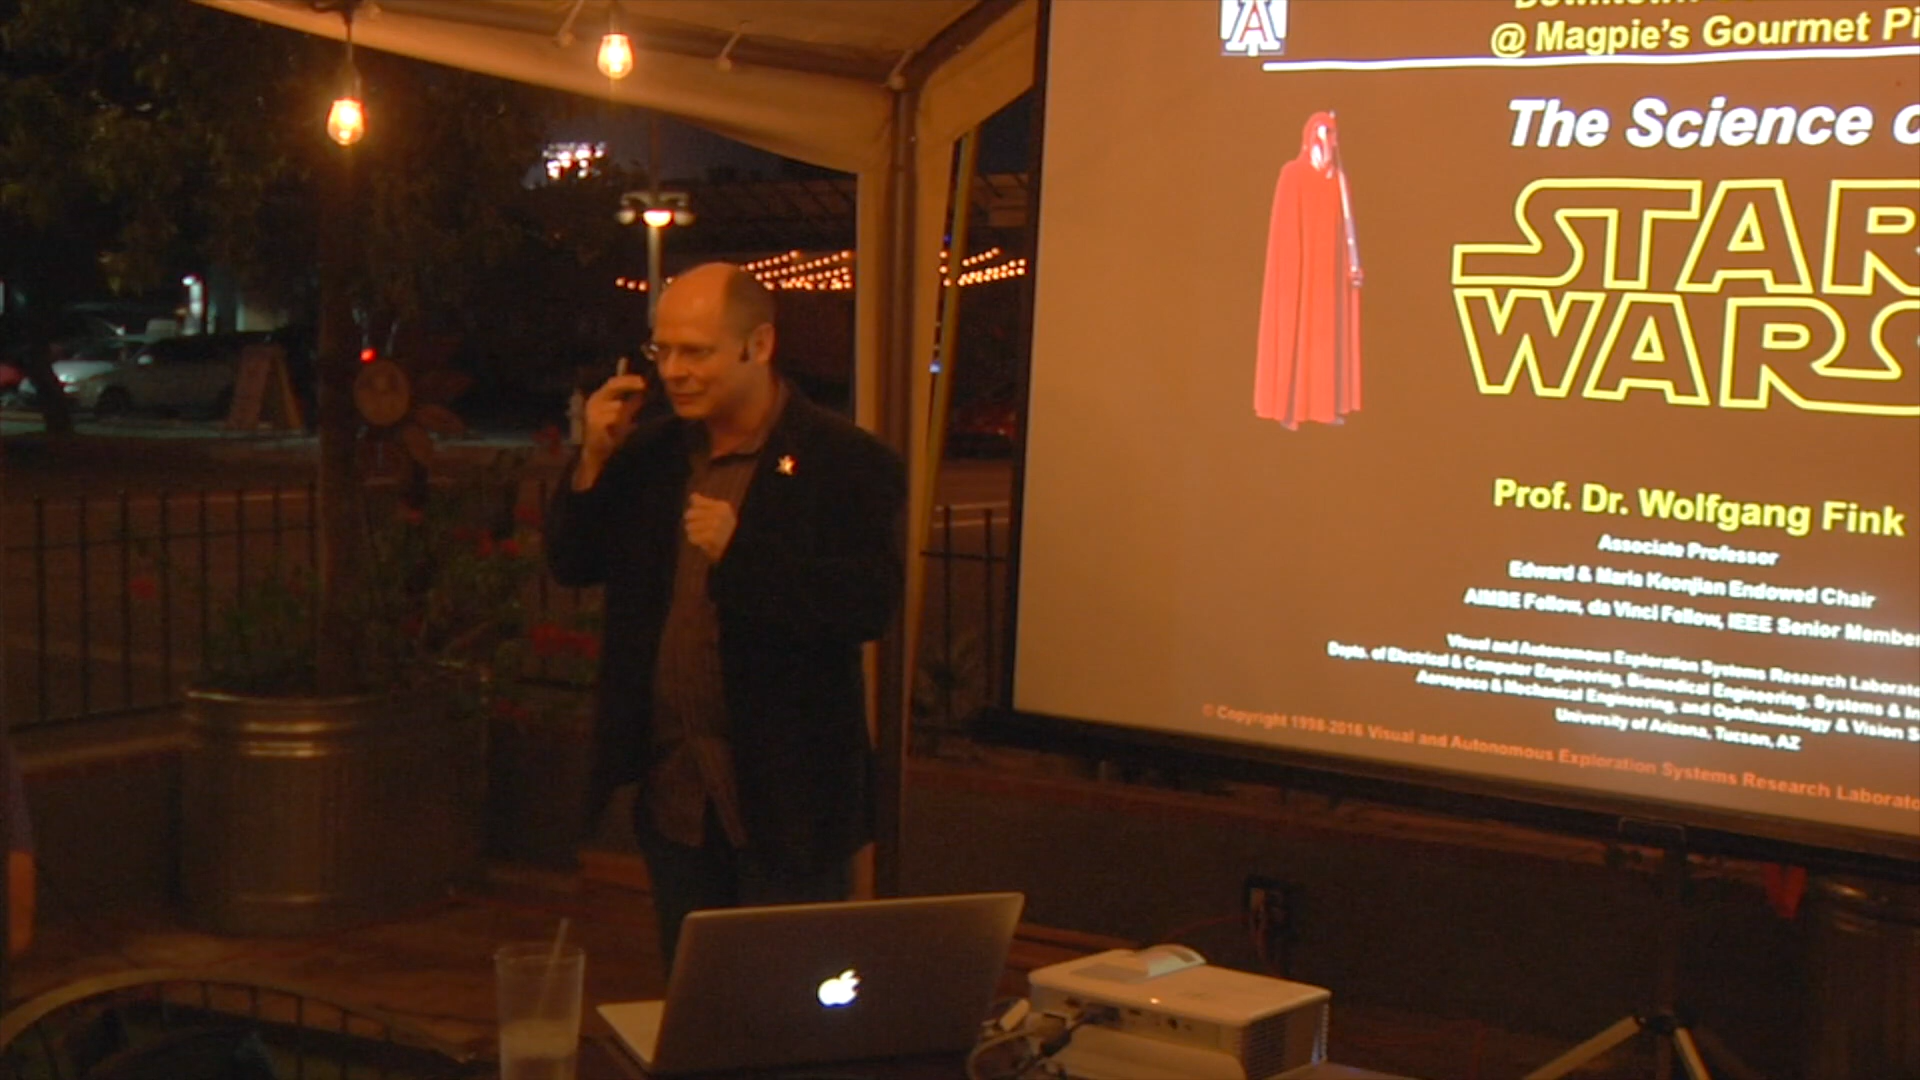 @ Magpie's Gourmet Pi
The Science o
STAR
WARS
Prof. Dr. Wolfgang Fink
Associate Professor
Edward & Maria Keonjian Endowed Chair
AIMBE Fellow, da Vinci Fellow, IEEE Senior Member
Visual and Autonomous Exploration Systems Research Laborato
Depts. of Electrical & Computer Engineering, Biomedical Engineering, Systems & In
Aerospace & Mechanical Engineering, and Ophthalmology & Vision S
University of Arizona, Tucson, AZ
© Copyright 1998-2016 Visual and Autonomous Exploration Systems Research Laborato